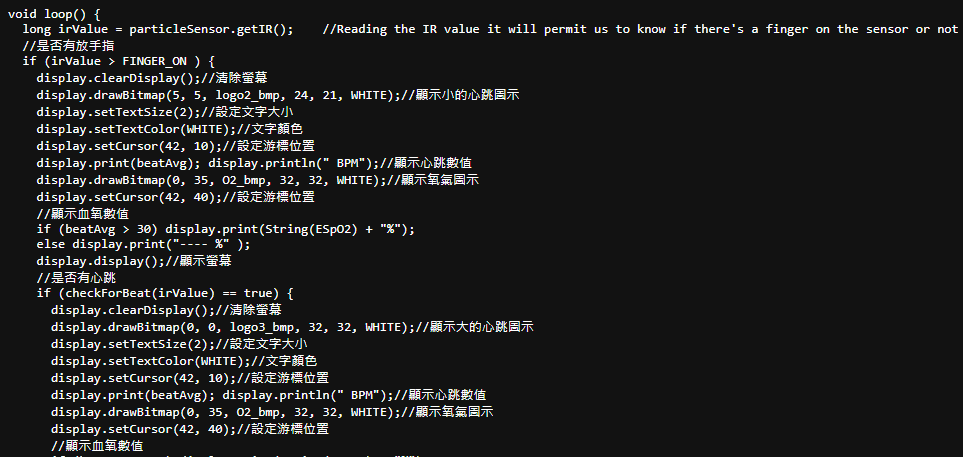 void loop() {
long irValue = particleSensor.getIR();    //Reading the IR value it will permit us to know if there's a finger on the sensor or not
//是否有放手指
if (irValue > FINGER_ON ) {
display.clearDisplay();//清除螢幕
display.drawBitmap(5, 5, logo2_bmp, 24, 21, WHITE);//顯示小的心跳圖示
display.setTextSize(2);//設定文字大小
display.setTextColor(WHITE);//文字顏色
display.setCursor(42, 10);//設定游標位置
display.print(beatAvg); display.println(" BPM");//顯示心跳數值
display.drawBitmap(0, 35, O2_bmp, 32, 32, WHITE);//顯示氧氣圖示
display.setCursor(42, 40);//設定游標位置
//顯示血氧數值
if (beatAvg > 30) display.print(String(ESpO2) + "%");
else display.print("---- %" );
display.display();//顯示螢幕
//是否有心跳
if (checkForBeat(irValue) == true) {
display.clearDisplay();//清除螢幕
display.drawBitmap(0, 0, logo3_bmp, 32, 32, WHITE);//顯示大的心跳圖示
display.setTextSize(2);//設定文字大小
display.setTextColor(WHITE);//文字顏色
display.setCursor(42, 10);//設定游標位置
display.print(beatAvg); display.println(" BPM");//顯示心跳數值
display.drawBitmap(0, 35, O2_bmp, 32, 32, WHITE);//顯示氧氣圖示
display.setCursor(42, 40);//設定游標位置
//顯示血氧數值